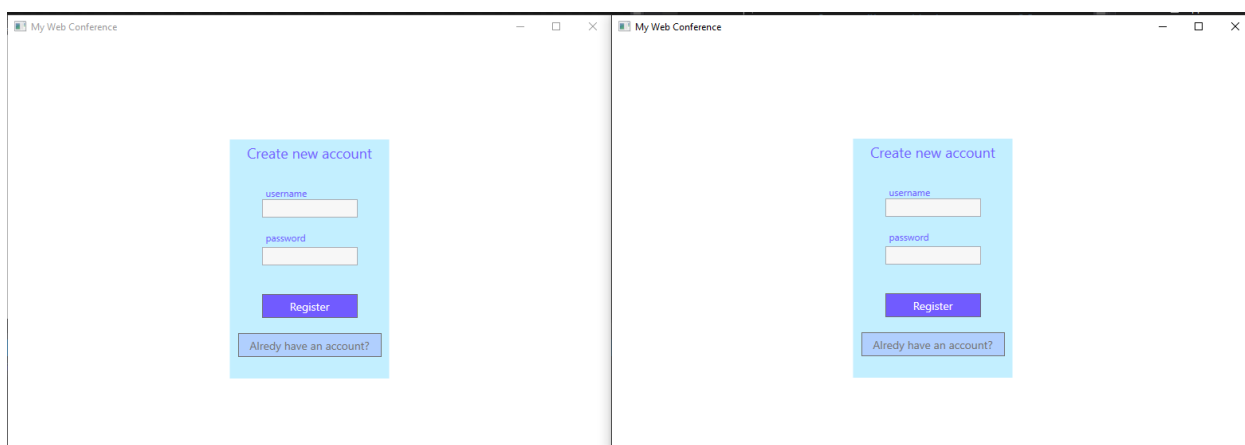 My Web Conference
Create new account
username
password
Register
Alredy have an account?
My Web Conference
Create new account
username
password
Register
Alredy have an account?